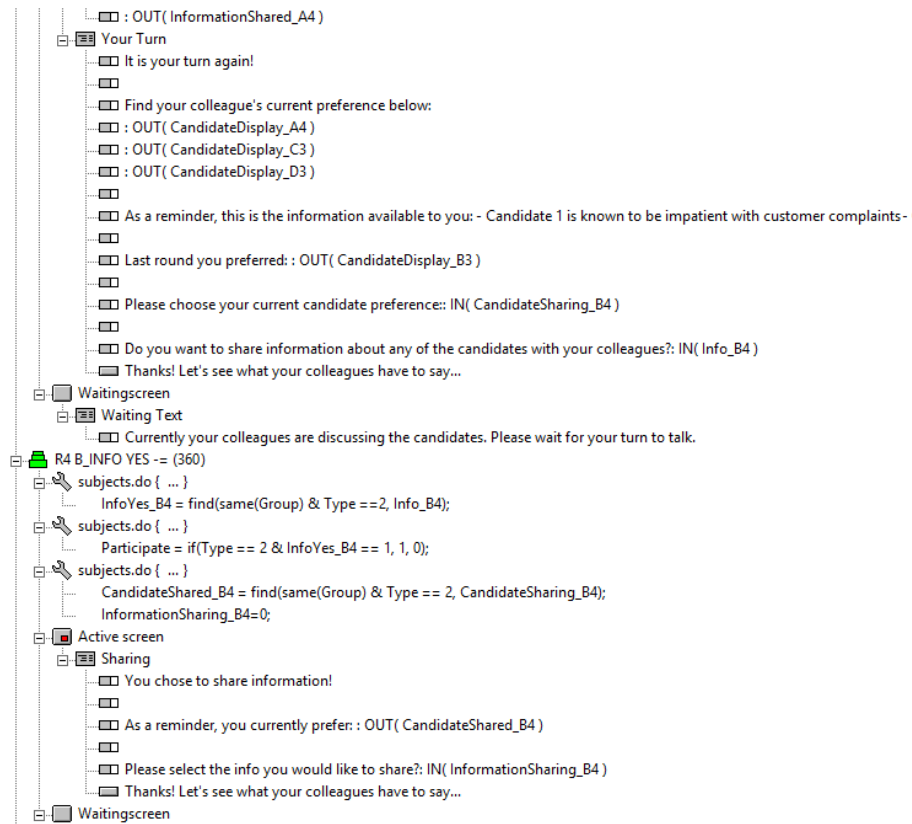 : OUT( InformationShared_A4 )
Your Turn
It is your turn again!
Find your colleague's current preference below:
: OUT( CandidateDisplay_A4 )
: OUT( CandidateDisplay_C3 )
: OUT( CandidateDisplay_D3 )
As a reminder, this is the information available to you: - Candidate 1 is known to be impatient with customer complaints-
Last round you preferred: : OUT( CandidateDisplay_B3 )
Please choose your current candidate preference:: IN( CandidateSharing_B4 )
Do you want to share information about any of the candidates with your colleagues?: IN( Info_B4 )
Thanks! Let's see what your colleagues have to say...
Waitingscreen
Waiting Text
Currently your colleagues are discussing the candidates. Please wait for your turn to talk.
R4 B_INFO YES -= (360)
subjects.do { ... }
InfoYes_B4 = find(same(Group) & Type ==2, Info_B4);
subjects.do { ... }
Participate = if(Type == 2 & InfoYes_B4 == 1, 1, 0);
subjects.do { ... }
CandidateShared_B4 = find(same(Group) & Type == 2, CandidateSharing_B4);
InformationSharing_B4=0;
Active screen
Sharing
You chose to share information!
As a reminder, you currently prefer: : OUT( CandidateShared_B4 )
Please select the info you would like to share?: IN( InformationSharing_B4 )
Thanks! Let's see what your colleagues have to say...
Waitingscreen